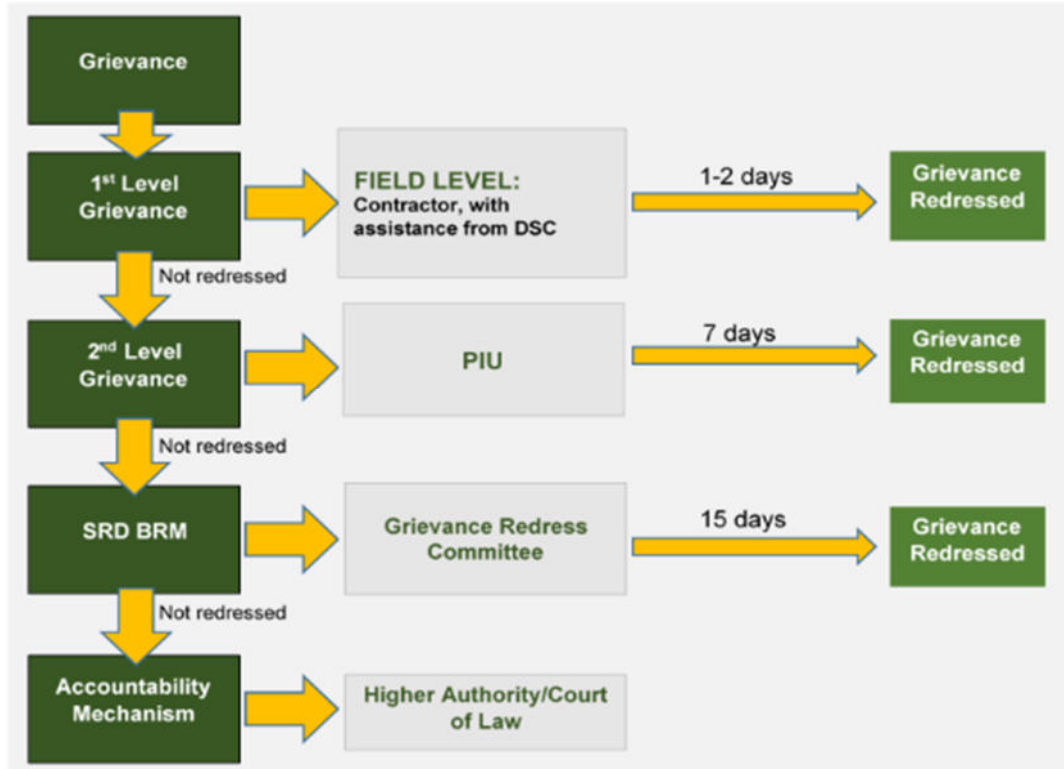 Grievance
1st Level
Grievance
FIELD LEVEL:
Contractor, with
assistance from DSC
1-2 days
Grievance
Redressed
Not redressed
2nd Level
Grievance
PIU
7 days
Grievance
Redressed
Not redressed
SRD BRM
Grievance Redress
Committee
15 days
Grievance
Redressed
Not redressed
Accountability
Mechanism
Higher Authority/Court
of Law